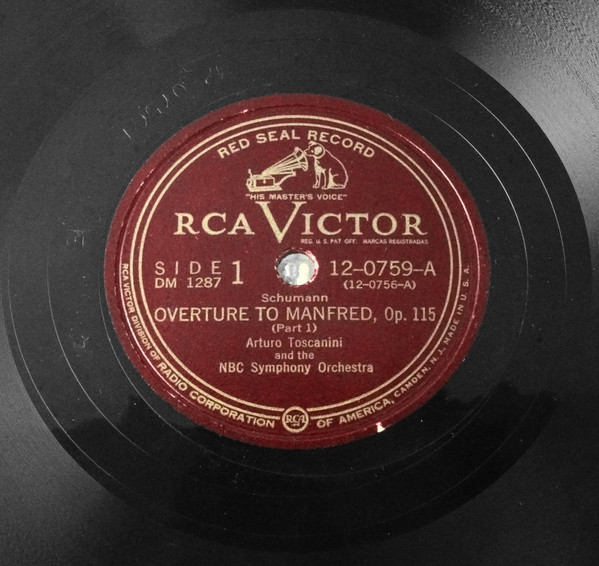 RED SEAL RECORD
"HIS MASTER'S VOICE"
RCA VICTOR
REG. U. S. PAT. OFF. MARCAS REGISTRADAS
SIDE 1
DM 1287
12-0759-A
(12-0756-A)
Schumann
OVERTURE TO MANFRED, Op. 115
(Part 1)
Arturo Toscanini
and the
NBC Symphony Orchestra
RCA VICTOR DIVISION OF RADIO CORPORATION RCA OF AMERICA, CAMDEN, N. J. MADE IN U. S. A.